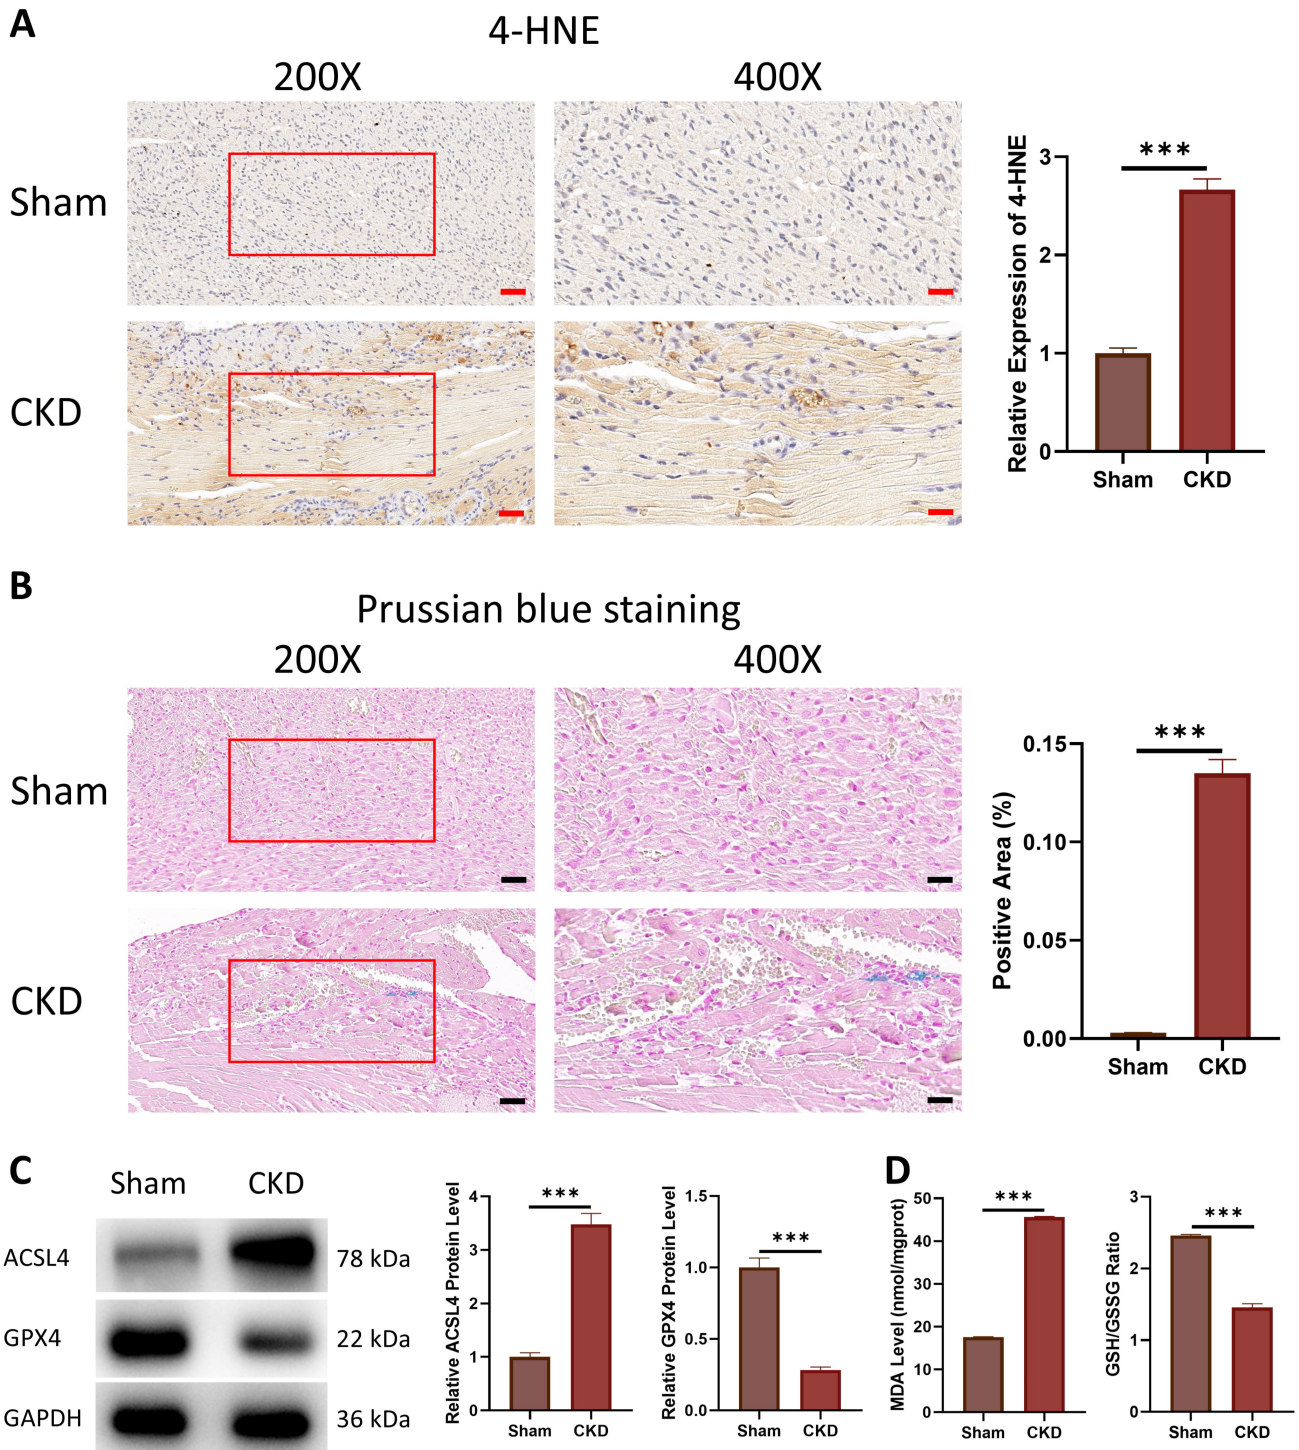 A
4-HNE
200X 400X
Sham
CKD
Relative Expression of 4-HNE
3
2
1
0
***
Sham CKD
B
Prussian blue staining
200X 400X
Sham
CKD
Positive Area (%)
0.15
0.10
0.05
0.00
***
Sham CKD
C
Sham CKD
ACSL4 78 kDa
GPX4 22 kDa
GAPDH 36 kDa
Relative ACSL4 Protein Level
4
3
2
1
0
***
Sham CKD
Relative GPX4 Protein Level
1.5
1.0
0.5
0.0
***
Sham CKD
D
MDA Level (nmol/mgprot)
50
40
30
20
10
0
***
Sham CKD
GSH/GSSG Ratio
3
2
1
0
***
Sham CKD